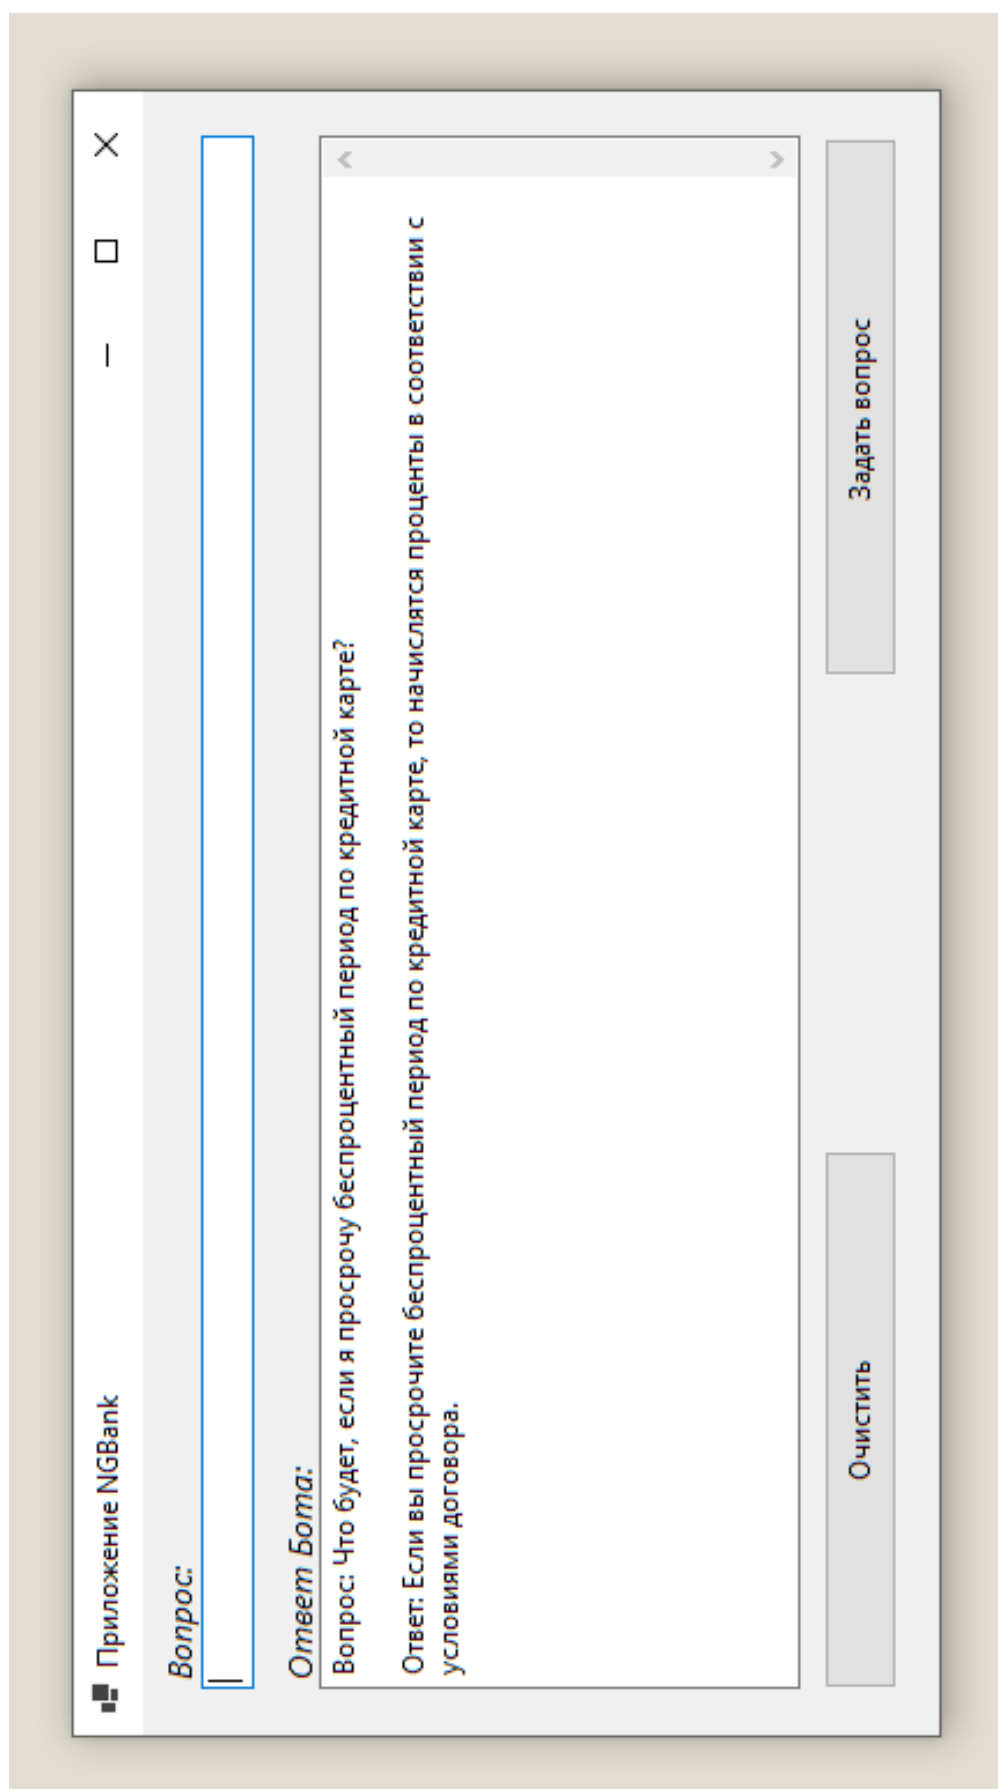 Приложение NGBank
Вопрос:
Ответ Бота:
Вопрос: Что будет, если я просрочу беспроцентный период по кредитной карте?
Ответ: Если вы просрочите беспроцентный период по кредитной карте, то начислятся проценты в соответствии с
условиями договора.
Очистить
Задать вопрос